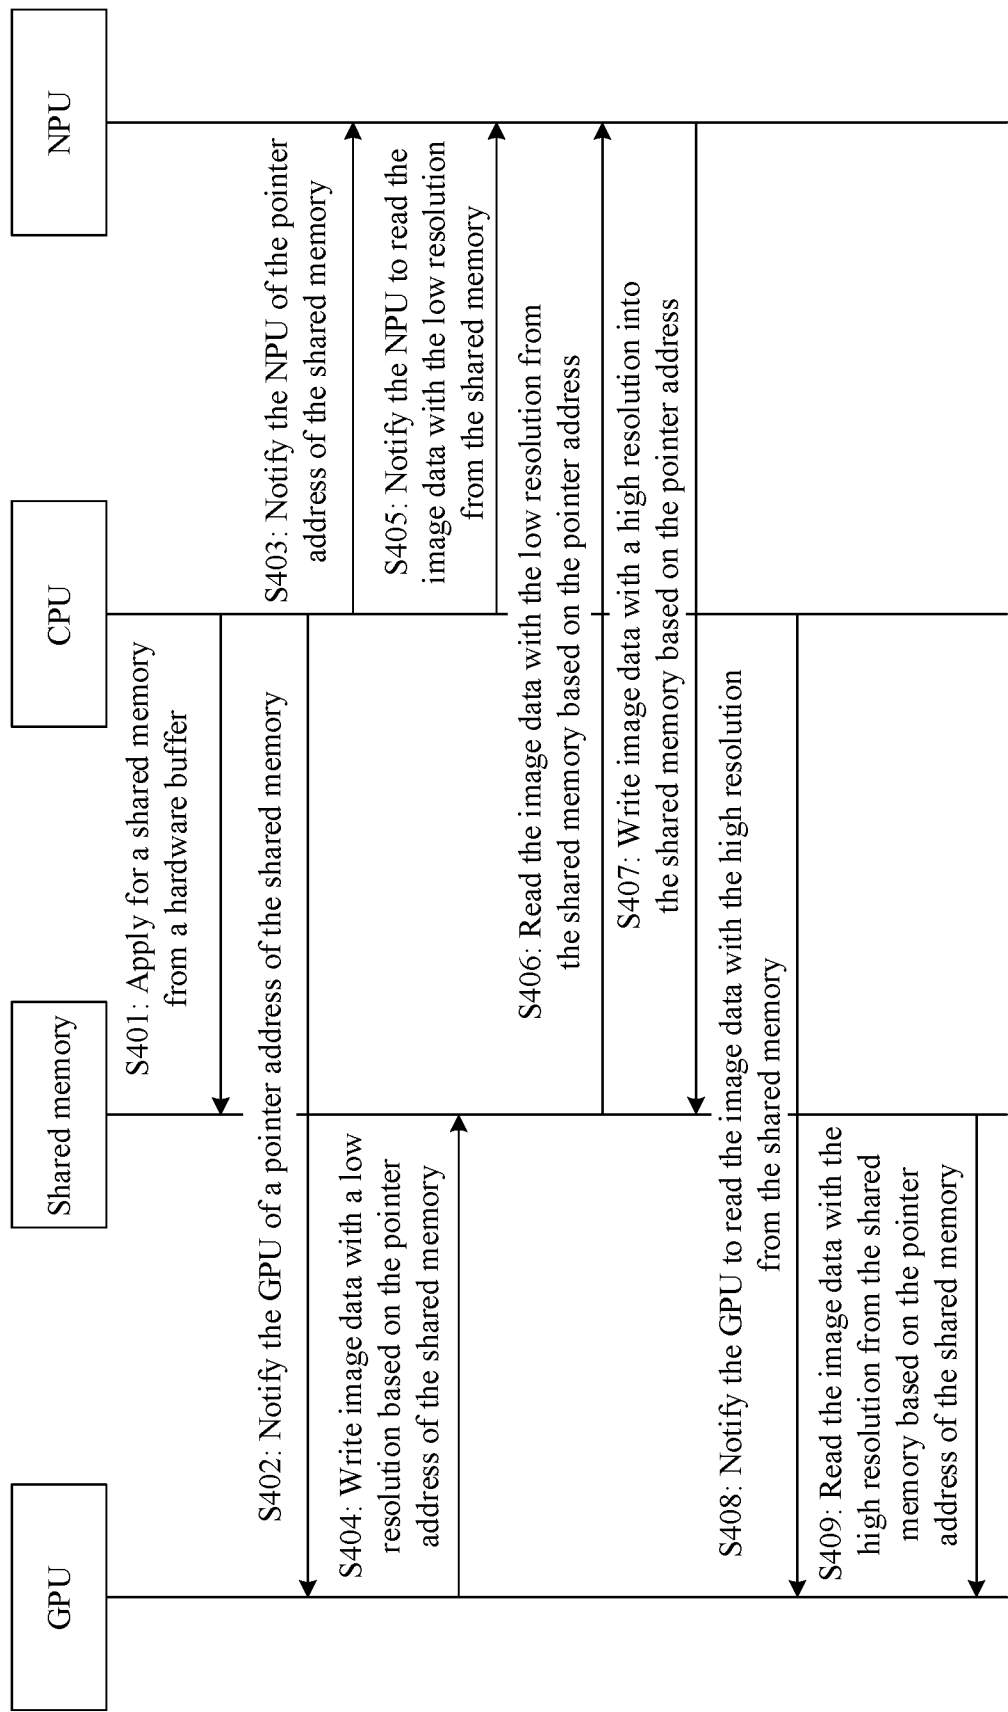 GPU
Shared memory
CPU
NPU
S401: Apply for a shared memory
from a hardware buffer
S402: Notify the GPU of a pointer address of the shared memory
S403: Notify the NPU of the pointer
address of the shared memory
S404: Write image data with a low
resolution based on the pointer
address of the shared memory
S405: Notify the NPU to read the
image data with the low resolution
from the shared memory
S406: Read the image data with the low resolution from
the shared memory based on the pointer address
S407: Write image data with a high resolution into
the shared memory based on the pointer address
S408: Notify the GPU to read the image data with the high resolution
from the shared memory
S409: Read the image data with the
high resolution from the shared
memory based on the pointer
address of the shared memory